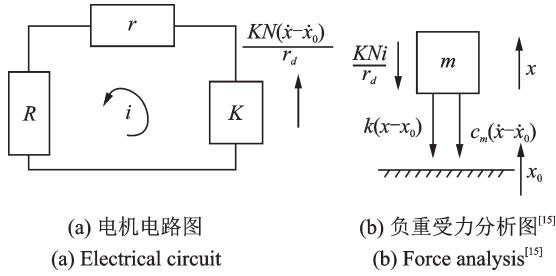 r
R
i
K
KN(ẋ−ẋ₀)
r_d
KNi
r_d
m
x
k(x−x₀)
c_m(ẋ−ẋ₀)
x₀
(a) 电机电路图
(a) Electrical circuit
(b) 负重受力分析图[15]
(b) Force analysis[15]